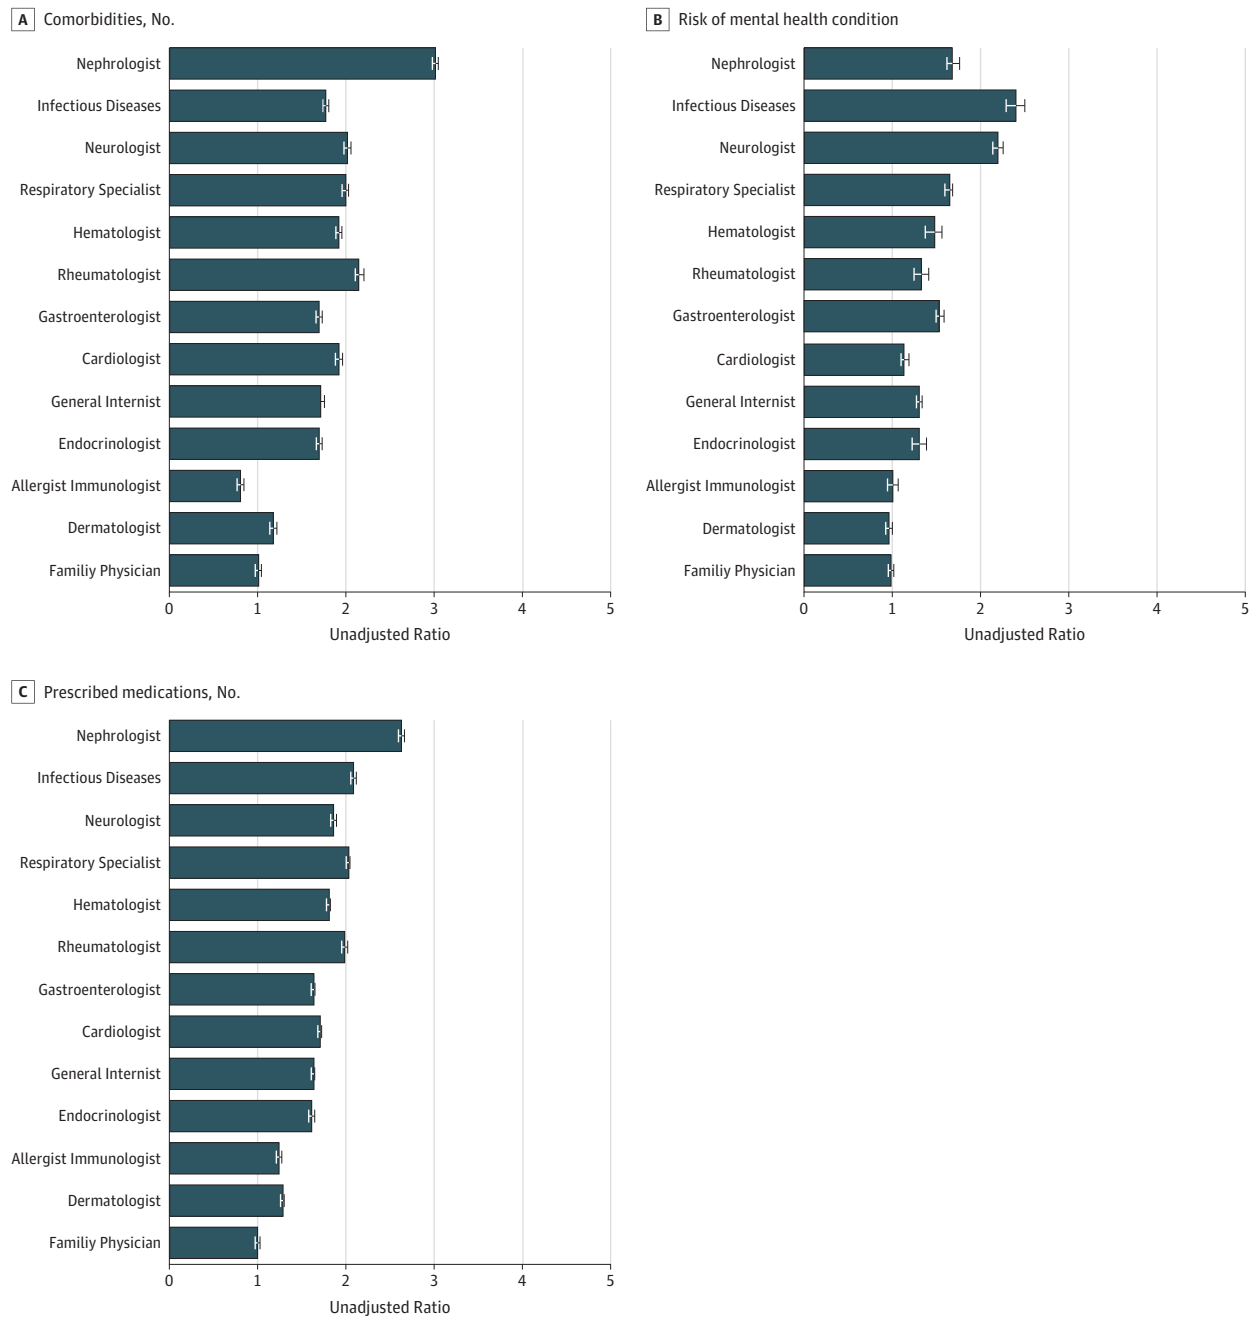 A Comorbidities, No.
Nephrologist
Infectious Diseases
Neurologist
Respiratory Specialist
Hematologist
Rheumatologist
Gastroenterologist
Cardiologist
General Internist
Endocrinologist
Allergist Immunologist
Dermatologist
Familiy Physician
0 1 2 3 4 5
Unadjusted Ratio
B Risk of mental health condition
Nephrologist
Infectious Diseases
Neurologist
Respiratory Specialist
Hematologist
Rheumatologist
Gastroenterologist
Cardiologist
General Internist
Endocrinologist
Allergist Immunologist
Dermatologist
Familiy Physician
0 1 2 3 4 5
Unadjusted Ratio
C Prescribed medications, No.
Nephrologist
Infectious Diseases
Neurologist
Respiratory Specialist
Hematologist
Rheumatologist
Gastroenterologist
Cardiologist
General Internist
Endocrinologist
Allergist Immunologist
Dermatologist
Familiy Physician
0 1 2 3 4 5
Unadjusted Ratio